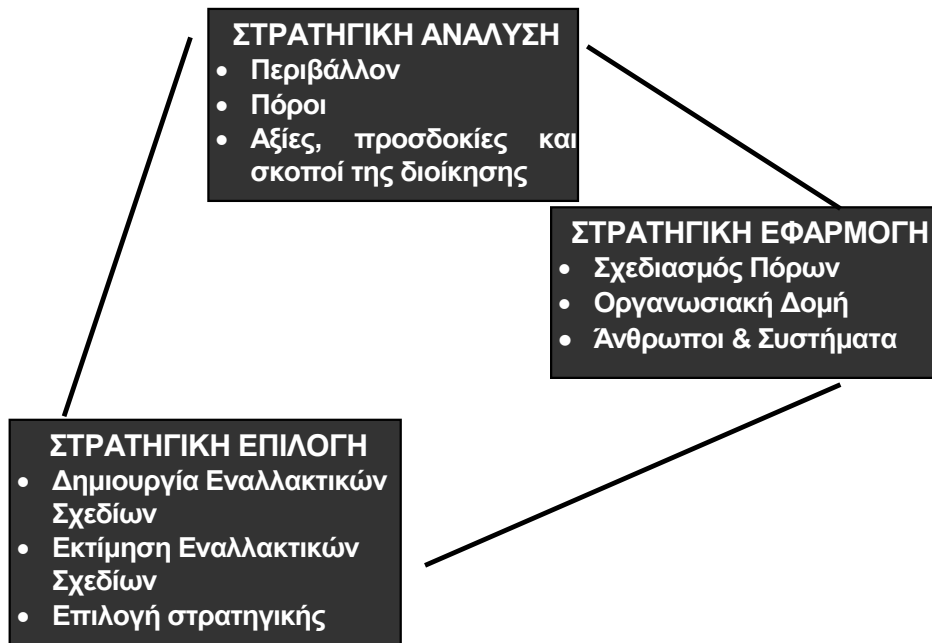 ΣΤΡΑΤΗΓΙΚΗ ΑΝΑΛΥΣΗ
• Περιβάλλον
• Πόροι
• Αξίες, προσδοκίες και
σκοποί της διοίκησης
ΣΤΡΑΤΗΓΙΚΗ ΕΦΑΡΜΟΓΗ
• Σχεδιασμός Πόρων
• Οργανωσιακή Δομή
• Άνθρωποι & Συστήματα
ΣΤΡΑΤΗΓΙΚΗ ΕΠΙΛΟΓΗ
• Δημιουργία Εναλλακτικών
Σχεδίων
• Εκτίμηση Εναλλακτικών
Σχεδίων
• Επιλογή στρατηγικής